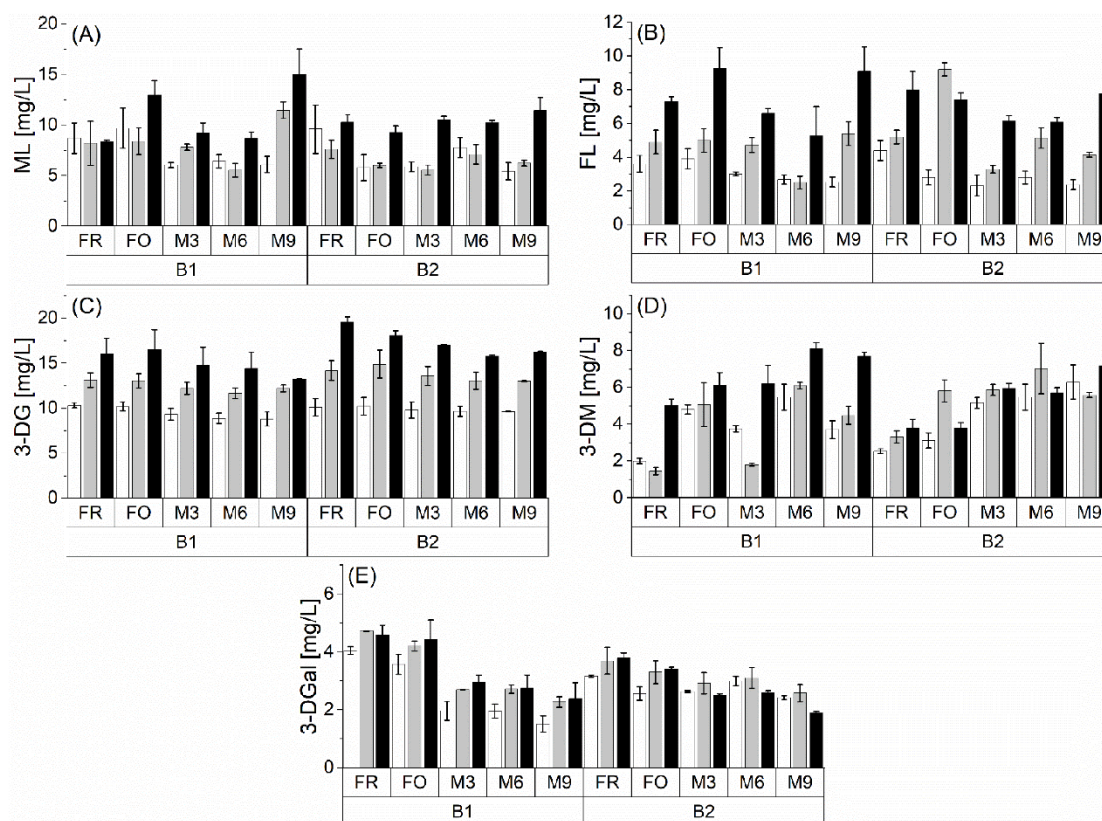 (A)
ML [mg/L]
20
15
10
5
0
FR FO M3 M6 M9 FR FO M3 M6 M9
B1 B2
(B)
FL [mg/L]
12
10
8
6
4
2
0
FR FO M3 M6 M9 FR FO M3 M6 M9
B1 B2
(C)
3-DG [mg/L]
20
15
10
5
0
FR FO M3 M6 M9 FR FO M3 M6 M9
B1 B2
(D)
3-DM [mg/L]
10
8
6
4
2
0
FR FO M3 M6 M9 FR FO M3 M6 M9
B1 B2
(E)
3-DGal [mg/L]
6
4
2
0
FR FO M3 M6 M9 FR FO M3 M6 M9
B1 B2